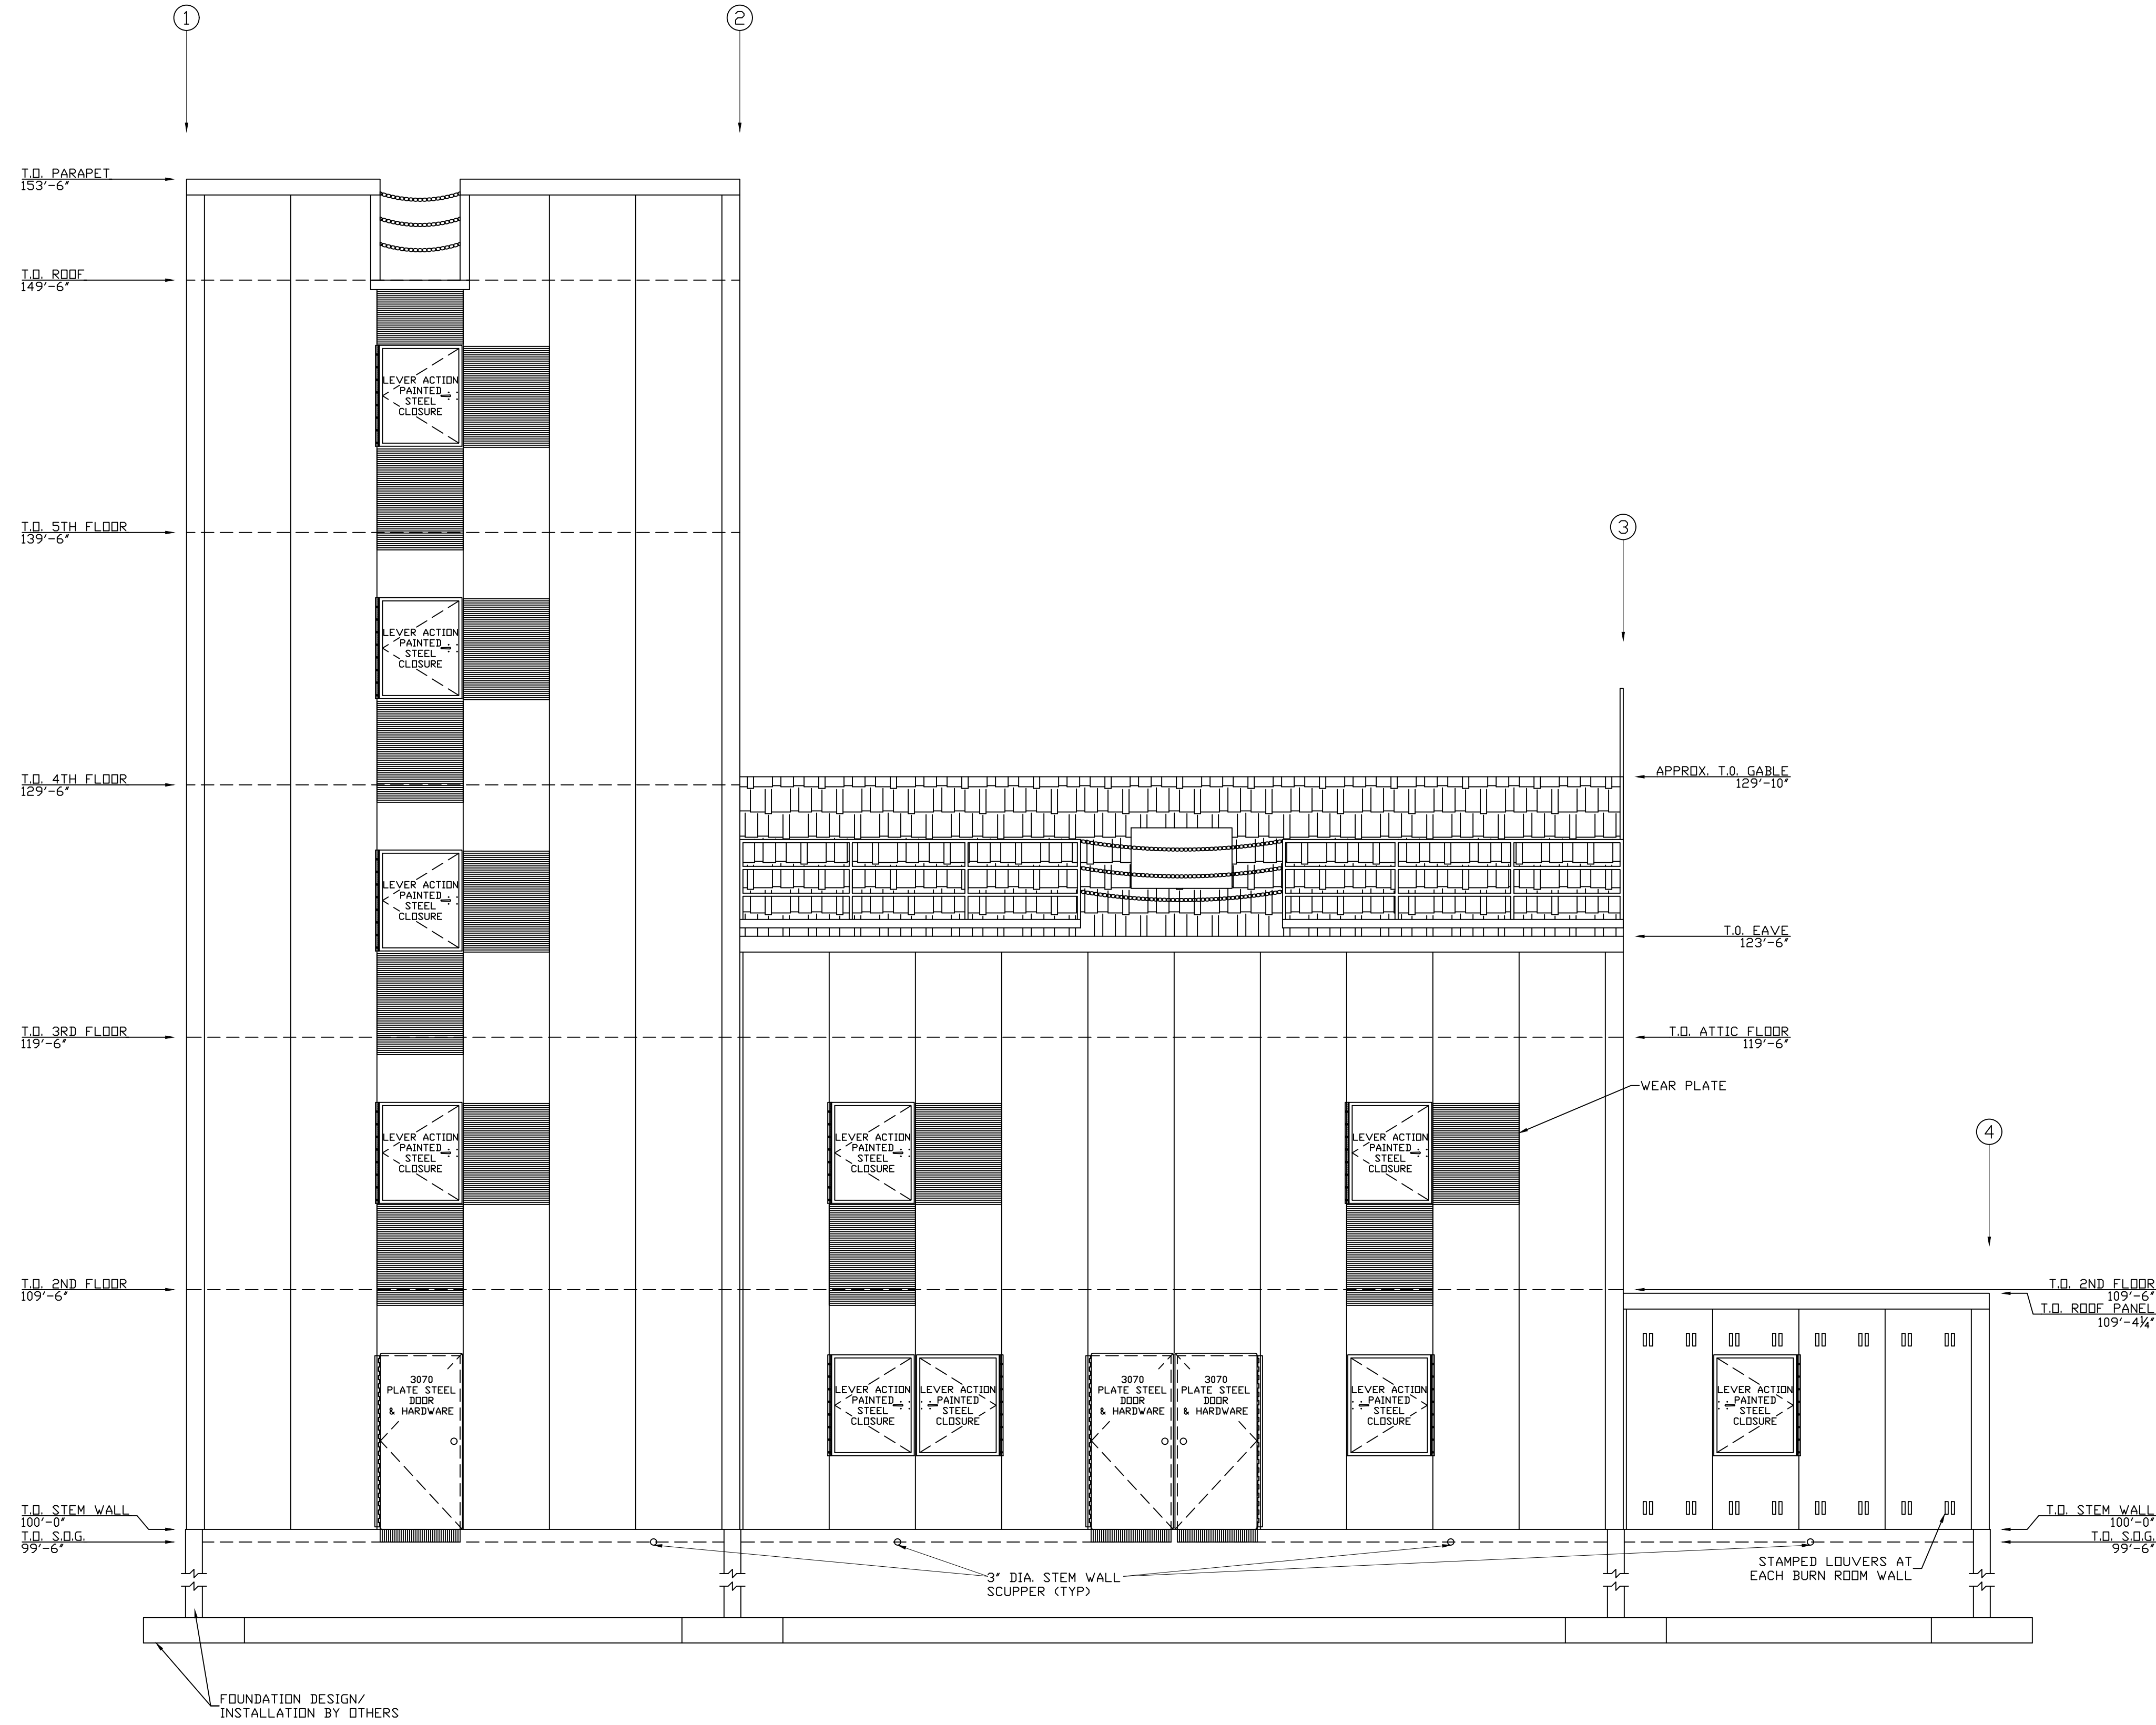 1
2
T.O. PARAPET
153'-6"
T.O. ROOF
149'-6"
LEVER ACTION
PAINTED
STEEL
CLOSURE
3
T.O. 5TH FLOOR
139'-6"
LEVER ACTION
PAINTED
STEEL
CLOSURE
T.O. 4TH FLOOR
129'-6"
APPROX. T.O. GABLE
129'-10"
LEVER ACTION
PAINTED
STEEL
CLOSURE
T.O. EAVE
123'-6"
T.O. 3RD FLOOR
119'-6"
T.O. ATTIC FLOOR
119'-6"
WEAR PLATE
4
LEVER ACTION
PAINTED
STEEL
CLOSURE
LEVER ACTION
PAINTED
STEEL
CLOSURE
LEVER ACTION
PAINTED
STEEL
CLOSURE
T.O. 2ND FLOOR
109'-6"
T.O. 2ND FLOOR
109'-6"
T.O. ROOF PANEL
109'-4¼"
3070
PLATE STEEL
DOOR
& HARDWARE
LEVER ACTION
PAINTED
STEEL
CLOSURE
LEVER ACTION
PAINTED
STEEL
CLOSURE
3070
PLATE STEEL
DOOR
& HARDWARE
3070
PLATE STEEL
DOOR
& HARDWARE
LEVER ACTION
PAINTED
STEEL
CLOSURE
LEVER ACTION
PAINTED
STEEL
CLOSURE
T.O. STEM WALL
100'-0"
T.O. S.O.G.
99'-6"
T.O. STEM WALL
100'-0"
T.O. S.O.G.
99'-6"
3" DIA. STEM WALL
SCUPPER (TYP)
STAMPED LOUVERS AT
EACH BURN ROOM WALL
FOUNDATION DESIGN/
INSTALLATION BY OTHERS